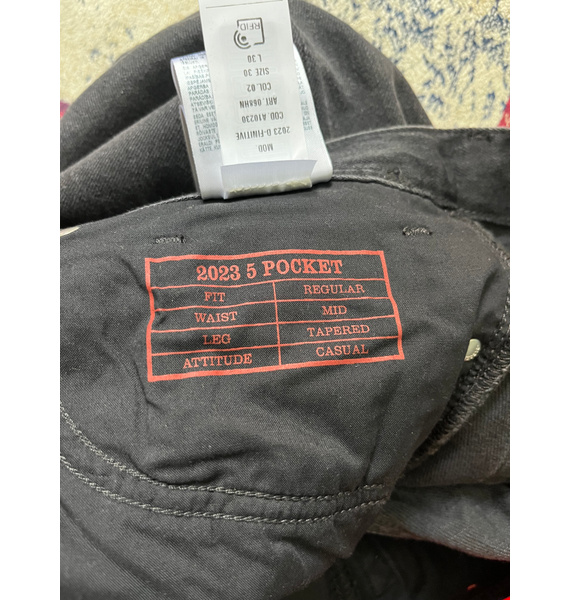 MOD.
2023 D-FINITIVE
COD. A10230
ART. 068HN
COL.02
SIZE 30
L 30
RFID
2023 5 POCKET
FIT REGULAR
WAIST MID
LEG TAPERED
ATTITUDE CASUAL